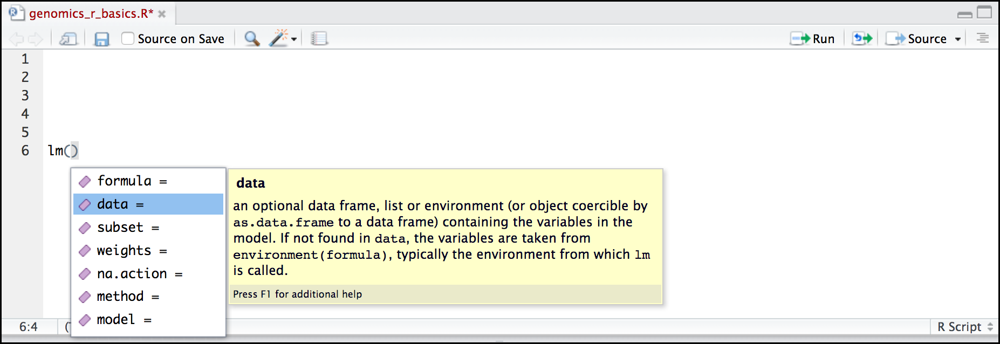 genomics_r_basics.R*
Source on Save
Run
Source
1
2
3
4
5
6 lm()
formula =
data =
subset =
weights =
na.action =
method =
model =
data
an optional data frame, list or environment (or object coercible by
as.data.frame to a data frame) containing the variables in the
model. If not found in data, the variables are taken from
environment(formula), typically the environment from which lm
is called.
Press F1 for additional help
6:4
R Script